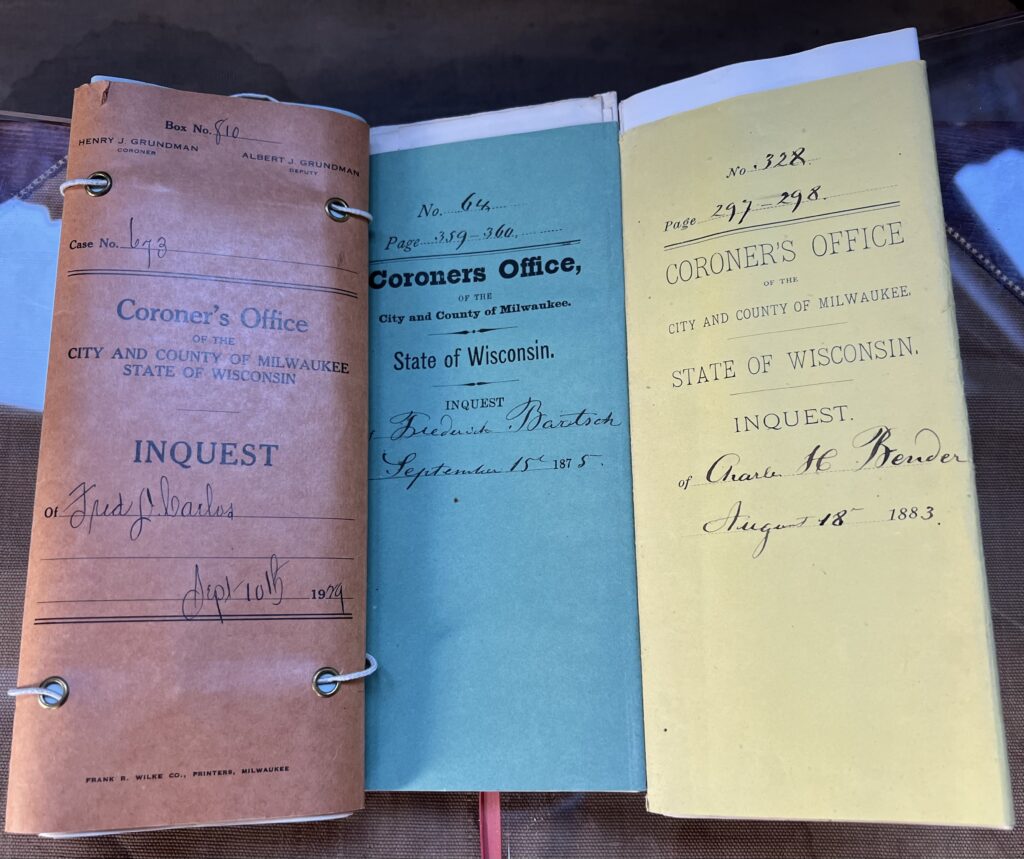 Box No. 810
HENRY J. GRUNDMAN
CORONER
ALBERT J. GRUNDMAN
DEPUTY
Case No. 673
Coroner's Office
OF THE
CITY AND COUNTY OF MILWAUKEE
STATE OF WISCONSIN
INQUEST
Of Fred J. Carlos
Sept 10th 1929
FRANK R. WILKE CO., PRINTERS, MILWAUKEE
No. 64
Page 359-360.
Coroners Office,
OF THE
City and County of Milwaukee.
State of Wisconsin.
INQUEST
Frederick Bartsch
September 15th 1875.
No. 328
Page 297-298.
CORONER'S OFFICE
OF THE
CITY AND COUNTY OF MILWAUKEE,
STATE OF WISCONSIN.
INQUEST.
of Charles H Bender
August 18th 1883.